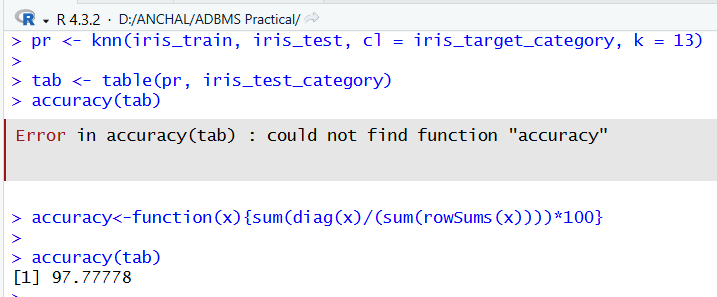 R 4.3.2 · D:/ANCHAL/ADBMS Practical/
> pr <- knn(iris_train, iris_test, cl = iris_target_category, k = 13)
>
> tab <- table(pr, iris_test_category)
> accuracy(tab)
Error in accuracy(tab) : could not find function "accuracy"
> accuracy<-function(x){sum(diag(x)/(sum(rowSums(x))))*100}
>
> accuracy(tab)
[1] 97.77778
>